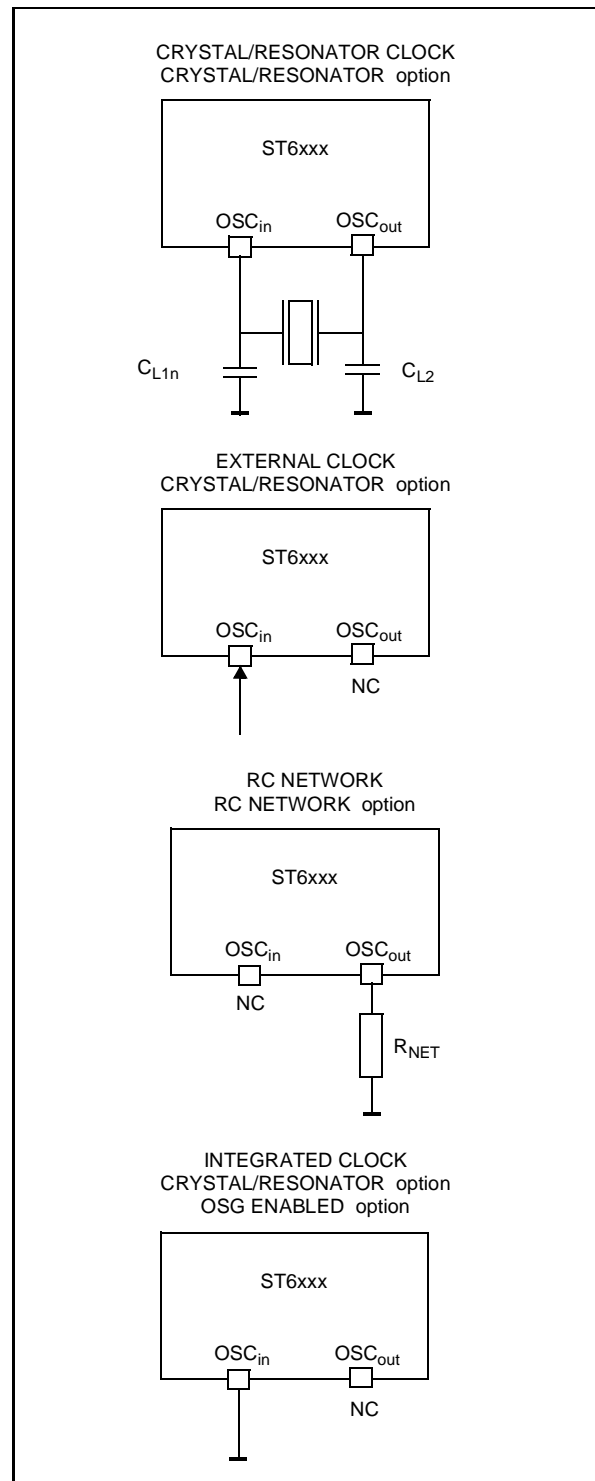 CRYSTAL/RESONATOR CLOCK
CRYSTAL/RESONATOR option
ST6xxx
OSCin OSCout
CL1n CL2
EXTERNAL CLOCK
CRYSTAL/RESONATOR option
ST6xxx
OSCin OSCout
NC
RC NETWORK
RC NETWORK option
ST6xxx
OSCin OSCout
NC
RNET
INTEGRATED CLOCK
CRYSTAL/RESONATOR option
OSG ENABLED option
ST6xxx
OSCin OSCout
NC